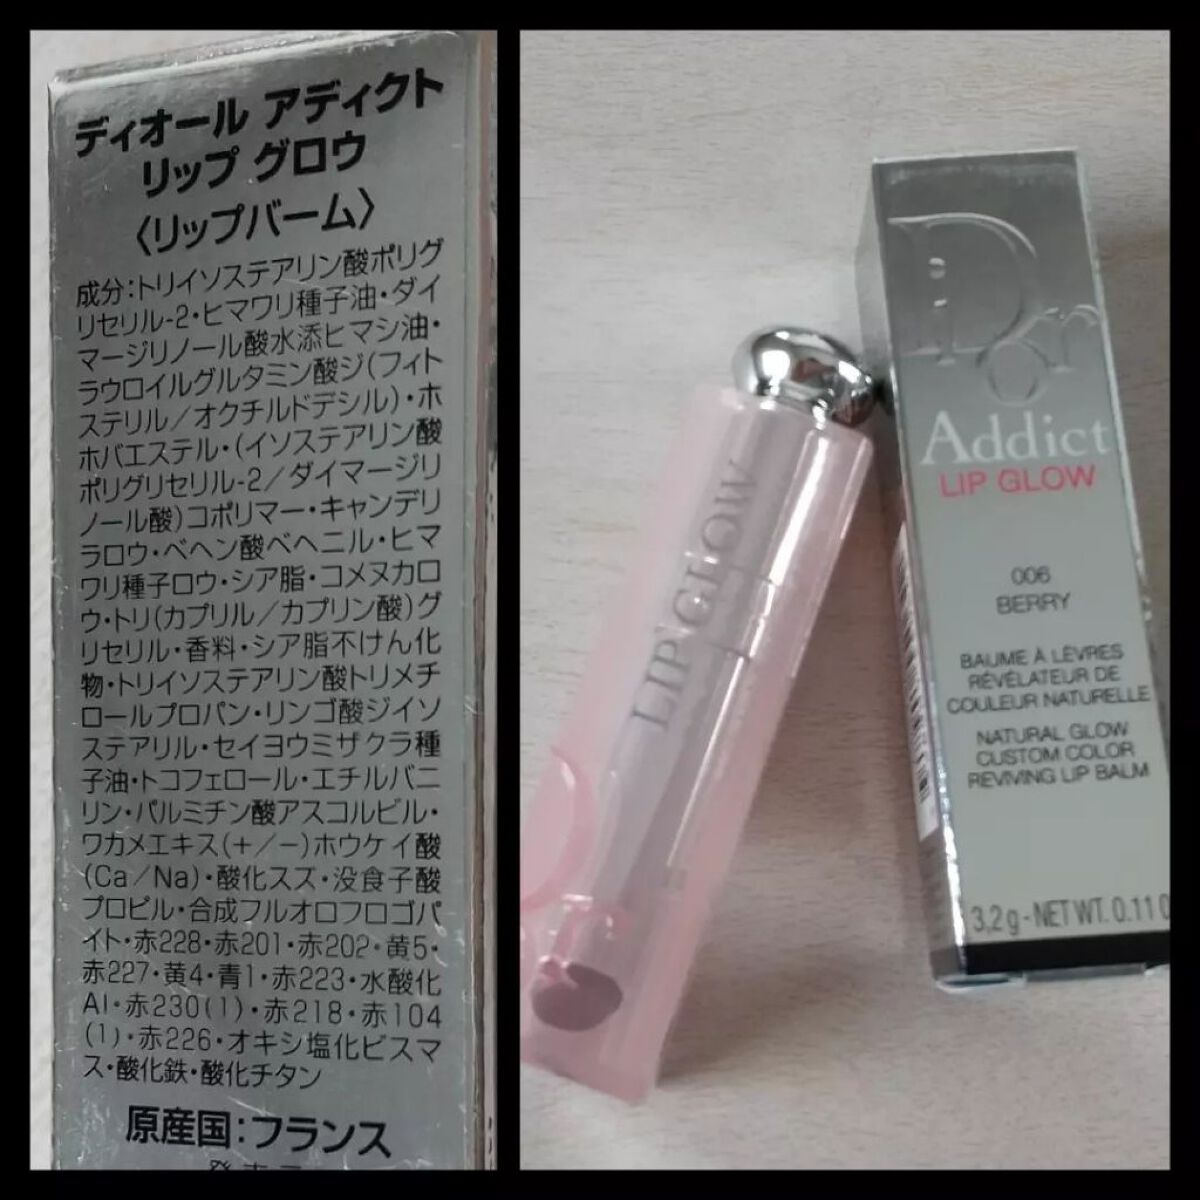 ディオール アディクト
リップ グロウ
〈リップバーム〉
成分:トリイソステアリン酸ポリグ
リセリル-2・ヒマワリ種子油・ダイ
マージリノール酸水添ヒマシ油・
ラウロイルグルタミン酸ジ(フィト
ステリル/オクチルドデシル)・ホ
ホバエステル・(イソステアリン酸
ポリグリセリル-2/ダイマージリ
ノール酸)コポリマー・キャンデリ
ラロウ・ベヘン酸ベヘニル・ヒマ
ワリ種子ロウ・シア脂・コメヌカロ
ウ・トリ(カプリル/カプリン酸)グ
リセリル・香料・シア脂不けん化
物・トリイソステアリン酸トリメチ
ロールプロパン・リンゴ酸ジイソ
ステアリル・セイヨウミザクラ種
子油・トコフェロール・エチルバニ
リン・パルミチン酸アスコルビル・
ワカメエキス(+/-)ホウケイ酸
(Ca/Na)・酸化スズ・没食子酸
プロピル・合成フルオロフロゴパ
イト・赤228・赤201・赤202・黄5・
赤227・黄4・青1・赤223・水酸化
Al・赤230(1)・赤218・赤104
(1)・赤226・オキシ塩化ビスマ
ス・酸化鉄・酸化チタン
原産国:フランス
LIP GLOW
Dior
Addict
LIP GLOW
006
BERRY
BAUME À LÈVRES
RÉVÉLATEUR DE
COULEUR NATURELLE
NATURAL GLOW
CUSTOM COLOR
REVIVING LIP BALM
3,2g - NET WT. 0.11 O